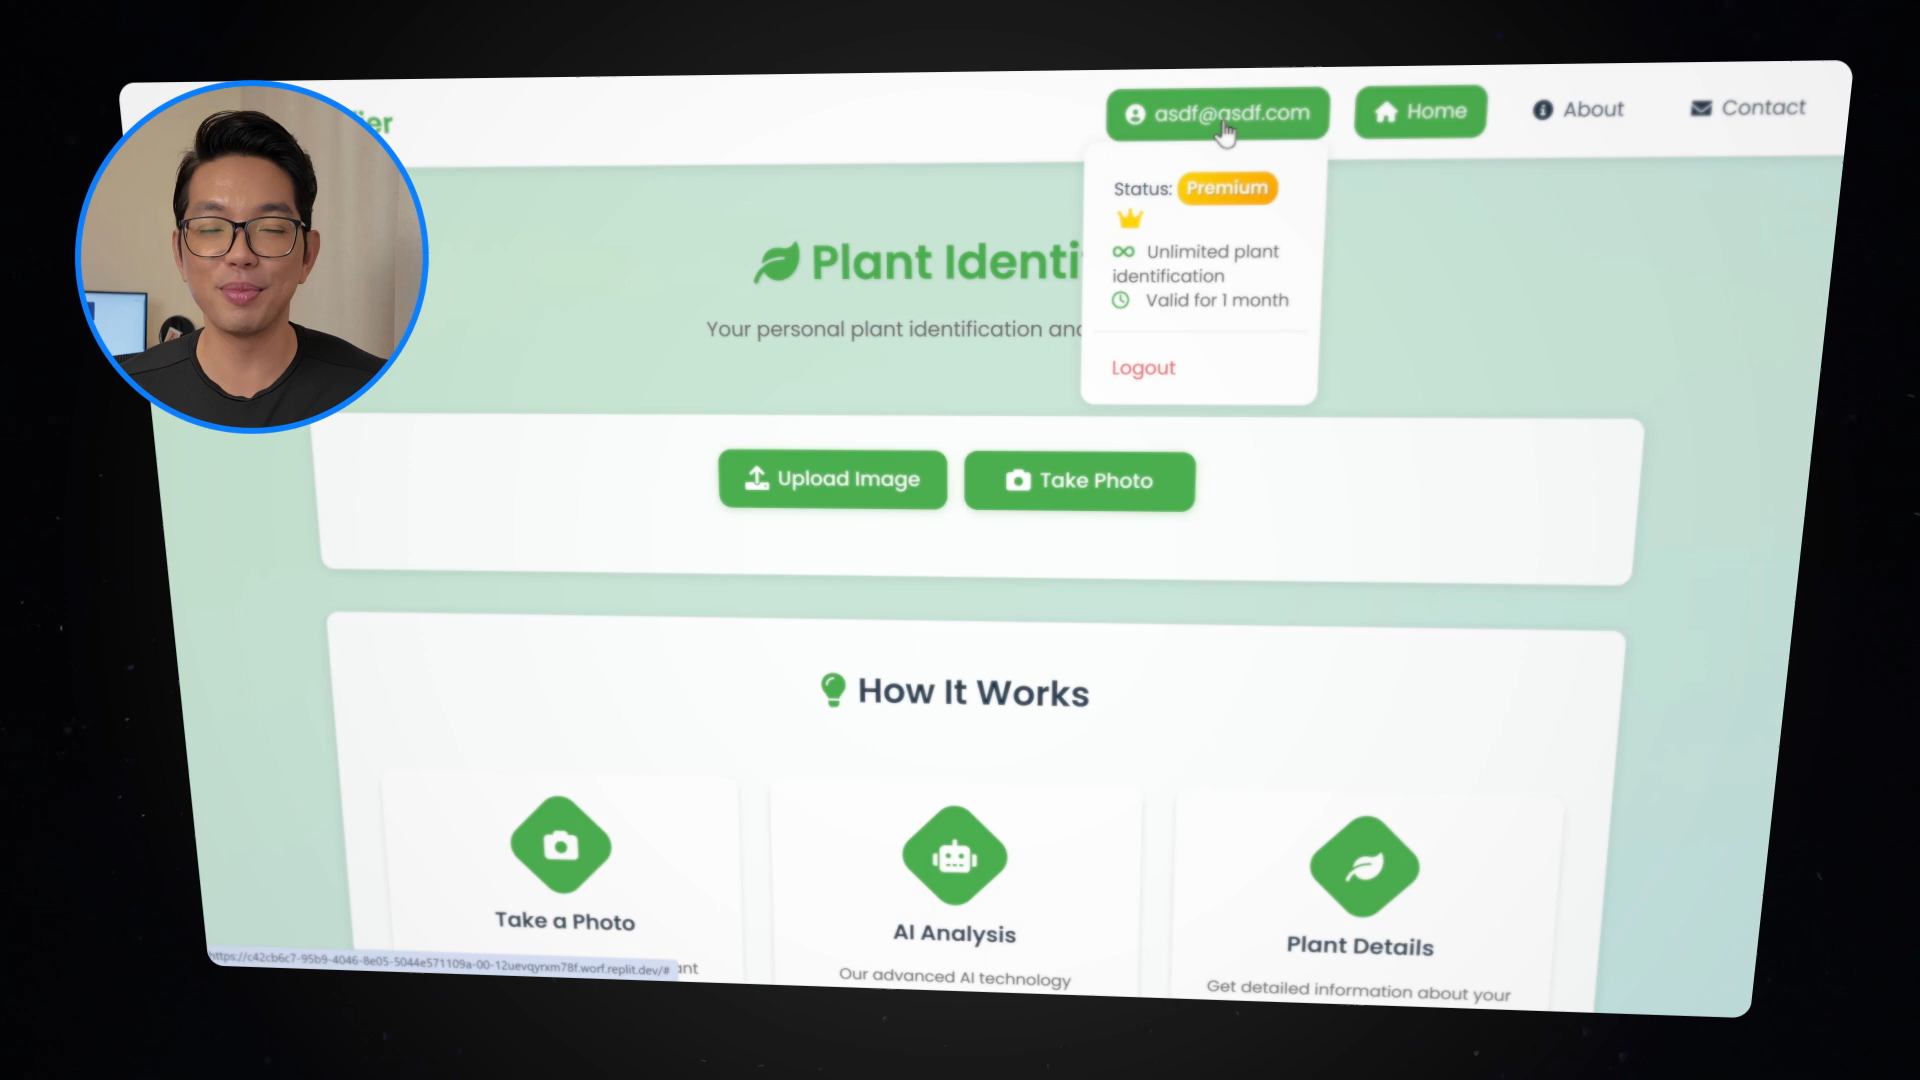 asdf@asdf.com
Home
About
Contact
Status: Premium
Unlimited plant
identification
Valid for 1 month
Logout
Plant Identi
Your personal plant identification and
Upload Image
Take Photo
How It Works
Take a Photo
AI Analysis
Plant Details
Our advanced AI technology
Get detailed information about your